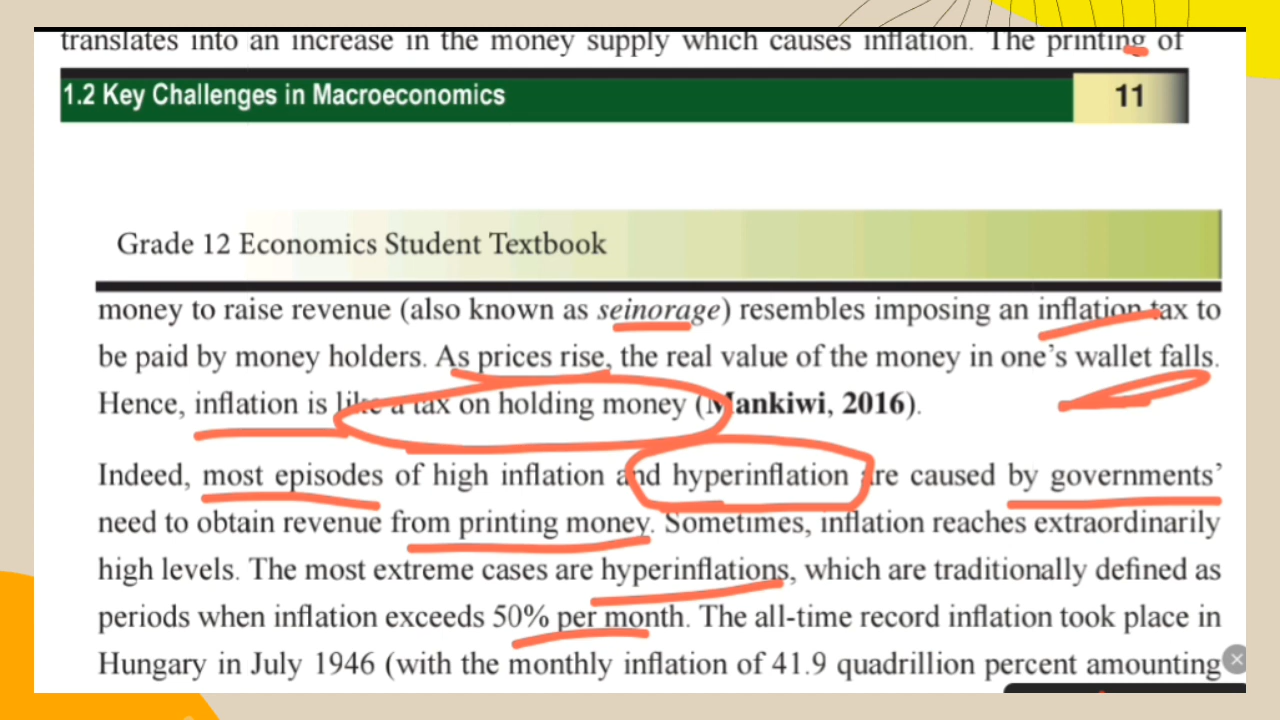 translates into an increase in the money supply which causes inflation. The printing of
1.2 Key Challenges in Macroeconomics 11
Grade 12 Economics Student Textbook
money to raise revenue (also known as seinorage) resembles imposing an inflation tax to
be paid by money holders. As prices rise, the real value of the money in one's wallet falls.
Hence, inflation is like a tax on holding money (Mankiwi, 2016).
Indeed, most episodes of high inflation and hyperinflation are caused by governments'
need to obtain revenue from printing money. Sometimes, inflation reaches extraordinarily
high levels. The most extreme cases are hyperinflations, which are traditionally defined as
periods when inflation exceeds 50% per month. The all-time record inflation took place in
Hungary in July 1946 (with the monthly inflation of 41.9 quadrillion percent amounting